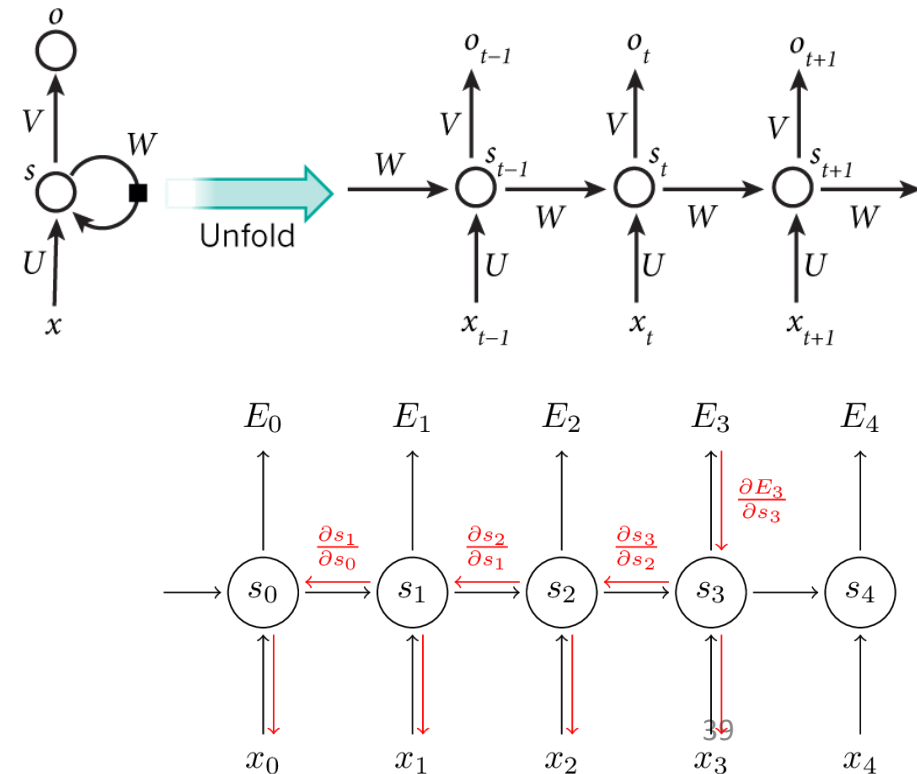 o
o_{t-1} o_t o_{t+1}
V V V V
W
s W s_{t-1} s_t s_{t+1}
Unfold W W W
U U U U
x x_{t-1} x_t x_{t+1}
E_0 E_1 E_2 E_3 E_4
∂E_3/∂s_3
∂s_1/∂s_0 ∂s_2/∂s_1 ∂s_3/∂s_2
s_0 s_1 s_2 s_3 s_4
39
x_0 x_1 x_2 x_3 x_4